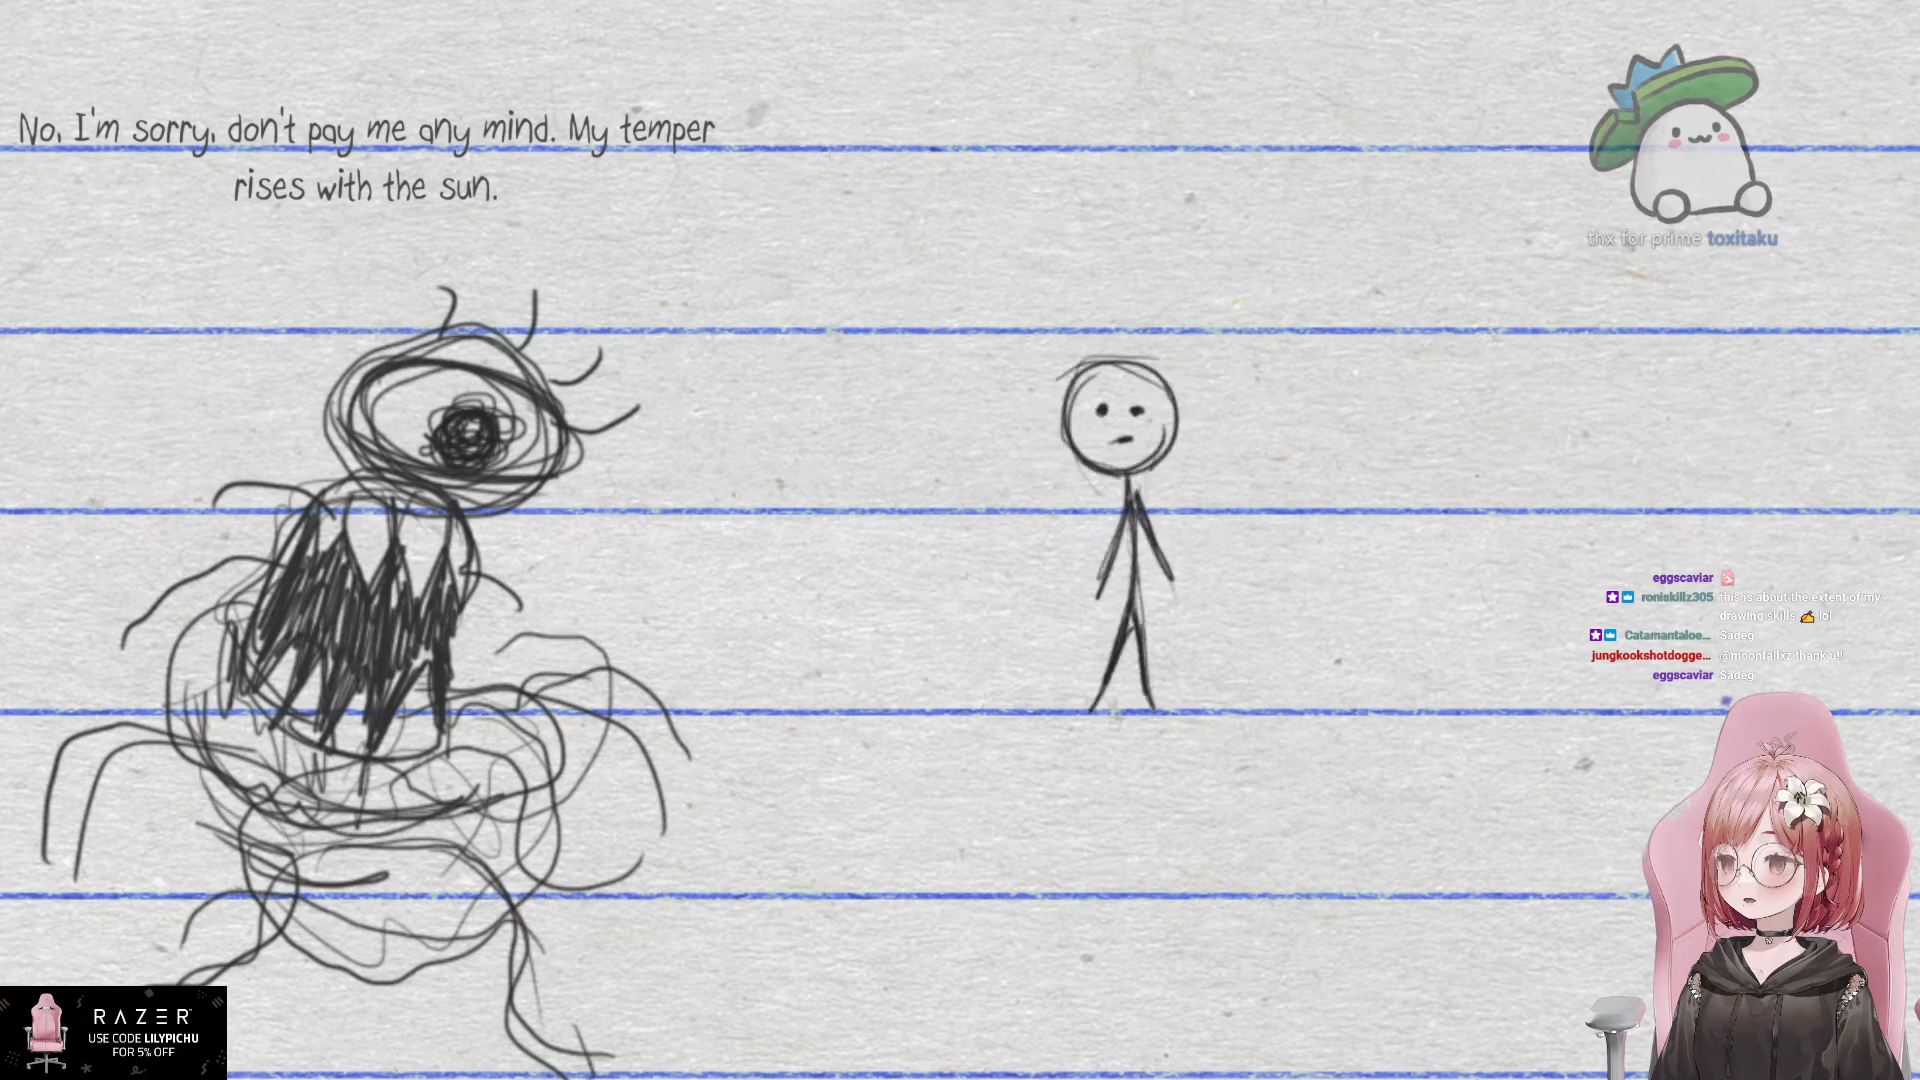 No, I'm sorry, don't pay me any mind. My temper
rises with the sun.
thx for prime toxitaku
eggscaviar
roniskillz305 this is about the extent of my
drawing skills ✍ lol
Catamantaloe... Sadeg
jungkookshotdogge... @moonfallxz thank u!!
eggscaviar Sadeg
RAZER
USE CODE LILYPICHU
FOR 5% OFF